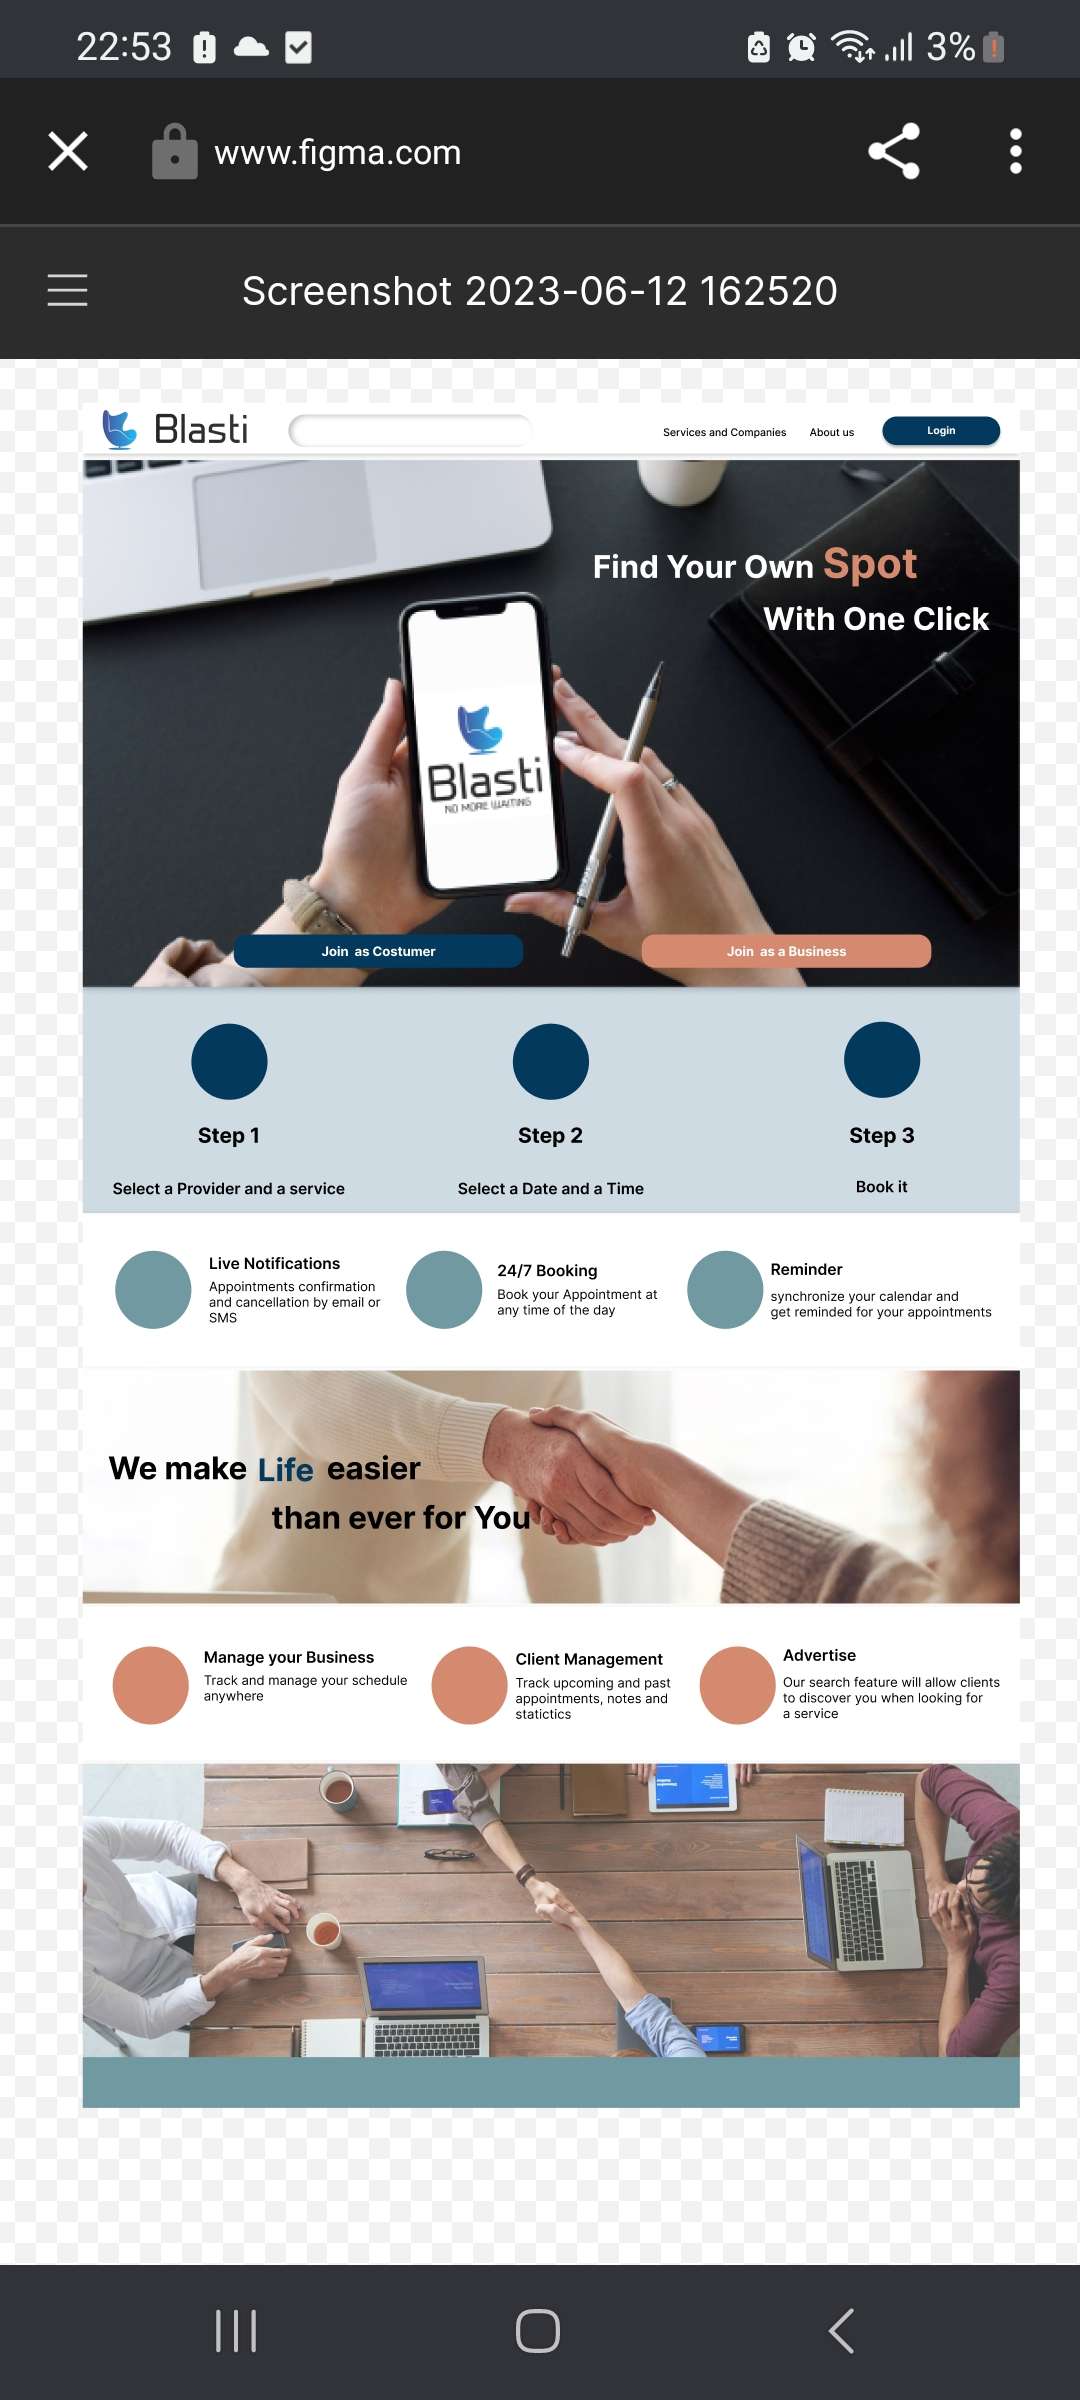 22:53
3%
www.figma.com
Screenshot 2023-06-12 162520
Blasti
Services and Companies
About us
Login
Find Your Own Spot
With One Click
Blasti
NO MORE WAITING
Join as Costumer
Join as a Business
Step 1
Step 2
Step 3
Select a Provider and a service
Select a Date and a Time
Book it
Live Notifications
Appointments confirmation
and cancellation by email or
SMS
24/7 Booking
Book your Appointment at
any time of the day
Reminder
synchronize your calendar and
get reminded for your appointments
We make Life easier
than ever for You
Manage your Business
Track and manage your schedule
anywhere
Client Management
Track upcoming and past
appointments, notes and
statictics
Advertise
Our search feature will allow clients
to discover you when looking for
a service